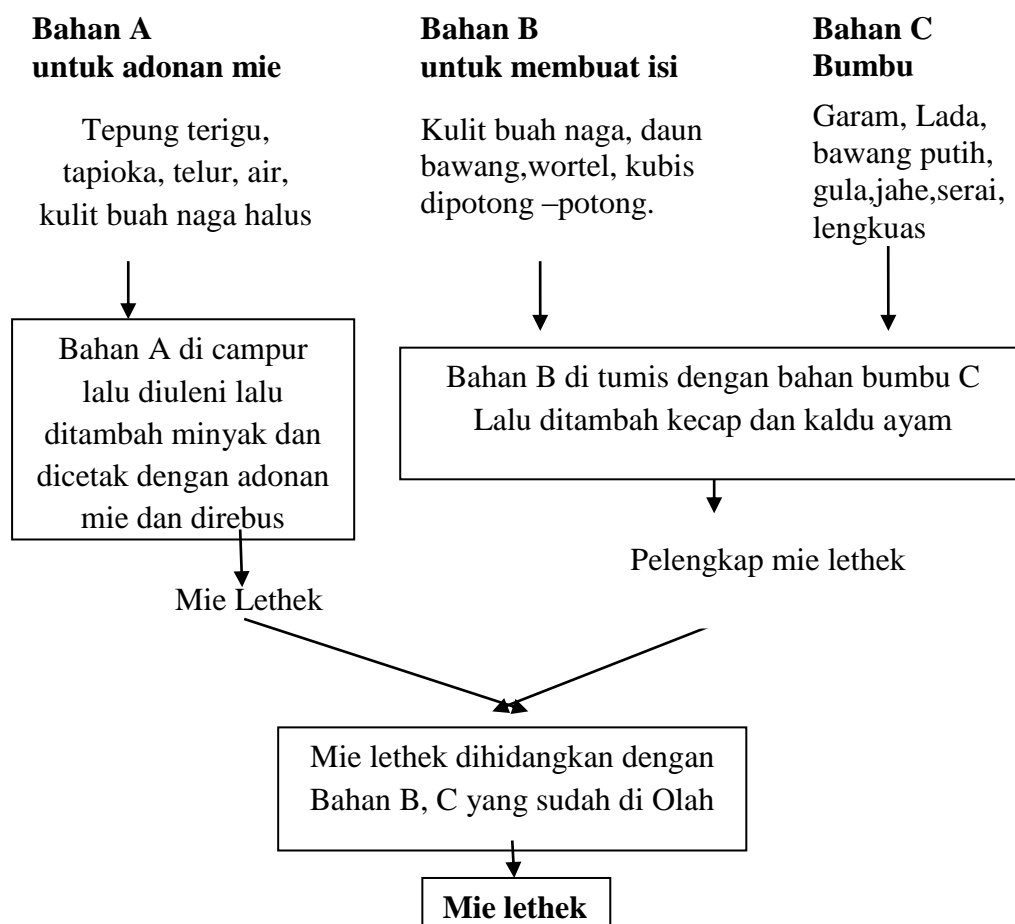 Bahan A
untuk adonan mie
Tepung terigu,
tapioka, telur, air,
kulit buah naga halus
Bahan B
untuk membuat isi
Kulit buah naga, daun
bawang,wortel, kubis
dipotong –potong.
Bahan C
Bumbu
Garam, Lada,
bawang putih,
gula,jahe,serai,
lengkuas
Bahan A di campur
lalu diuleni lalu
ditambah minyak dan
dicetak dengan adonan
mie dan direbus
Bahan B di tumis dengan bahan bumbu C
Lalu ditambah kecap dan kaldu ayam
Mie Lethek
Pelengkap mie lethek
Mie lethek dihidangkan dengan
Bahan B, C yang sudah di Olah
Mie lethek